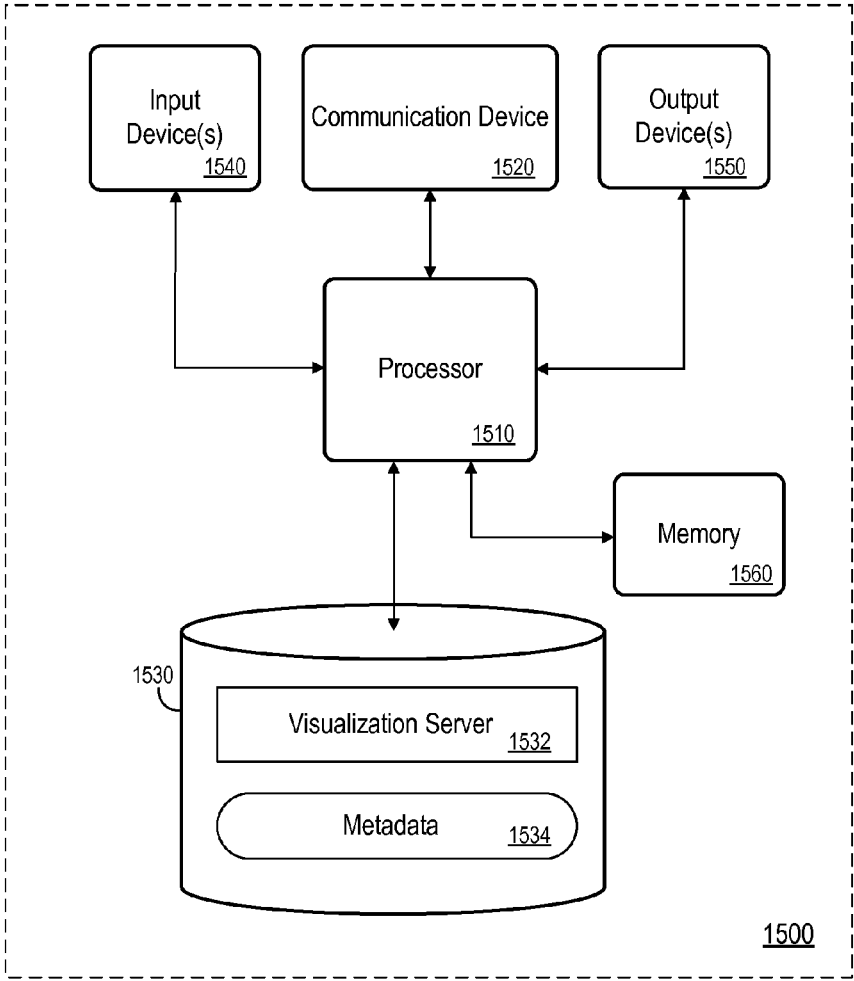 Input
Device(s)
1540
Communication Device
1520
Output
Device(s)
1550
Processor
1510
Memory
1560
1530
Visualization Server
1532
Metadata
1534
1500